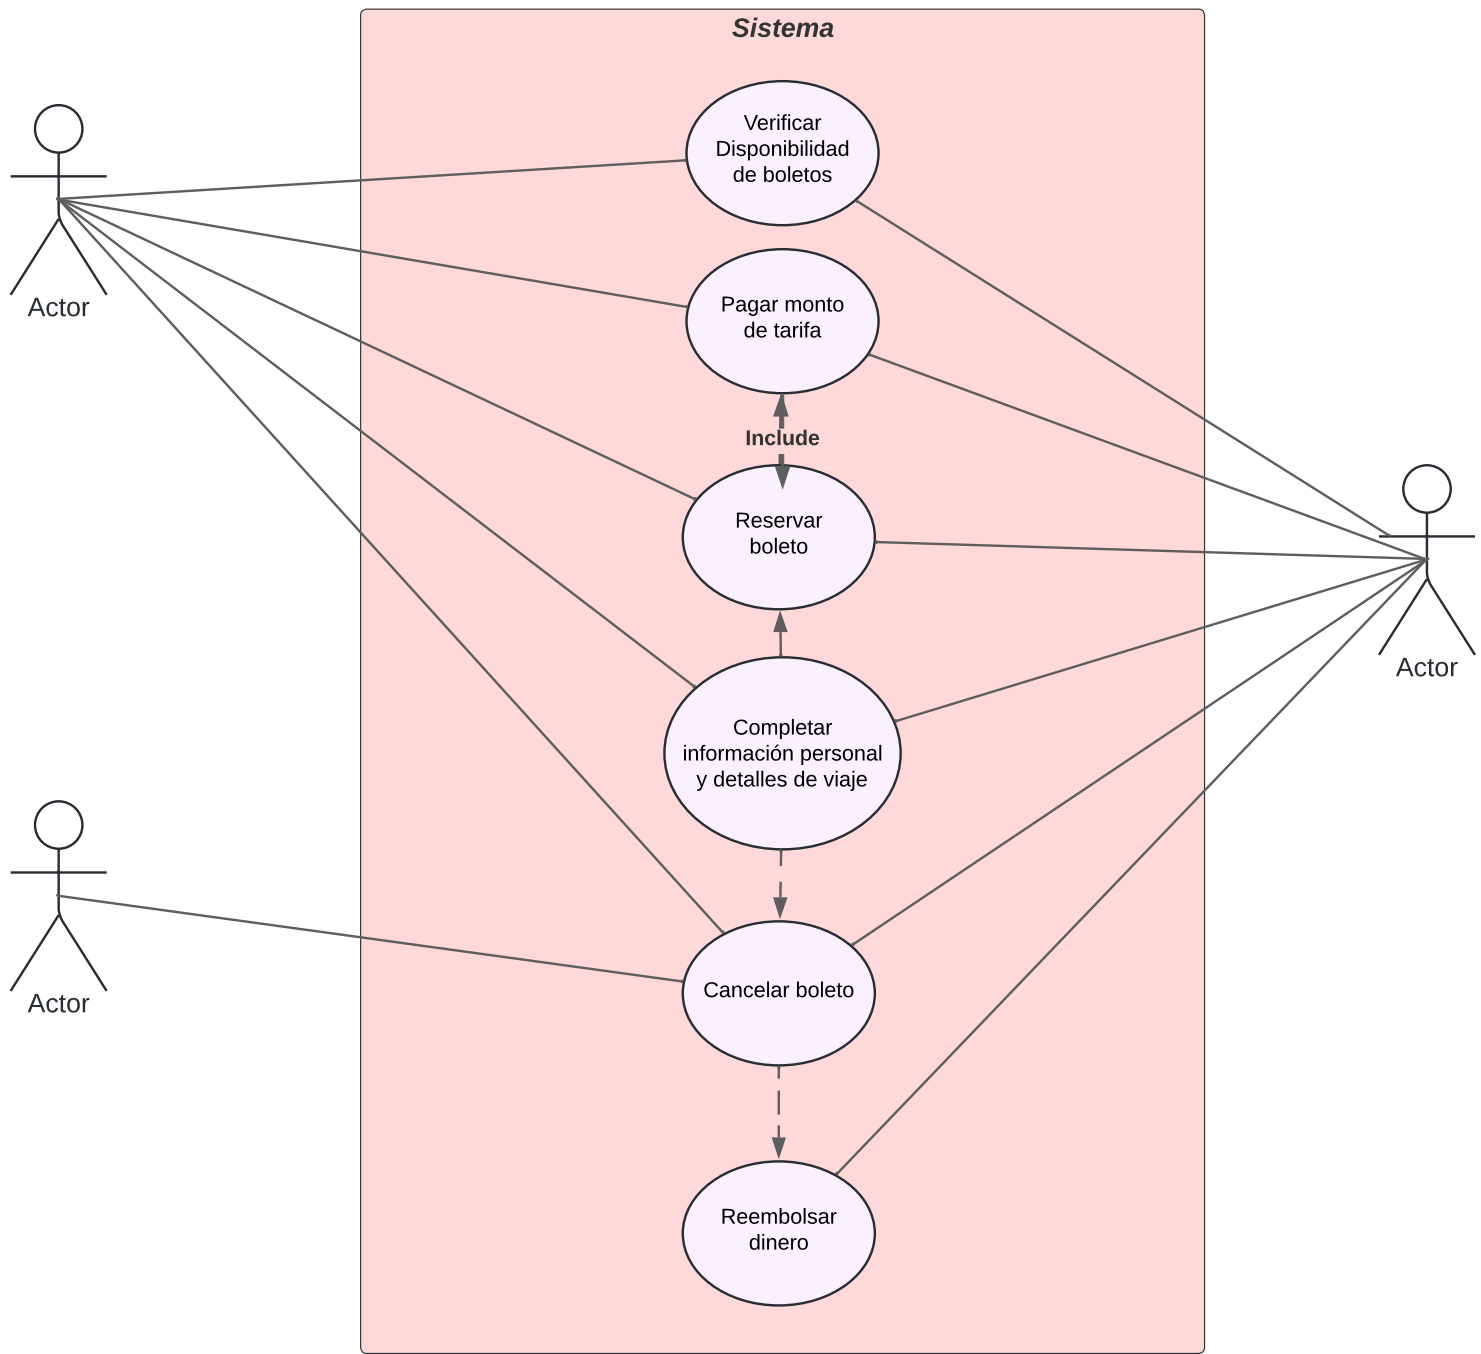 Sistema
Verificar
Disponibilidad
de boletos
Actor
Pagar monto
de tarifa
Include
Reservar
boleto
Actor
Completar
información personal
y detalles de viaje
Actor
Cancelar boleto
Reembolsar
dinero